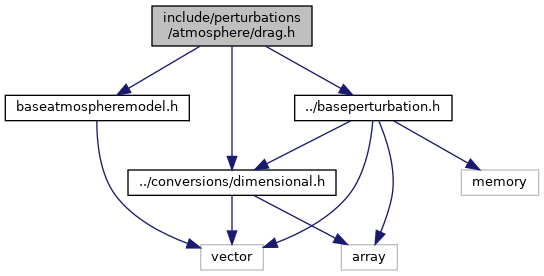 include/perturbations
/atmosphere/drag.h
baseatmospheremodel.h
../baseperturbation.h
../conversions/dimensional.h
memory
vector
array